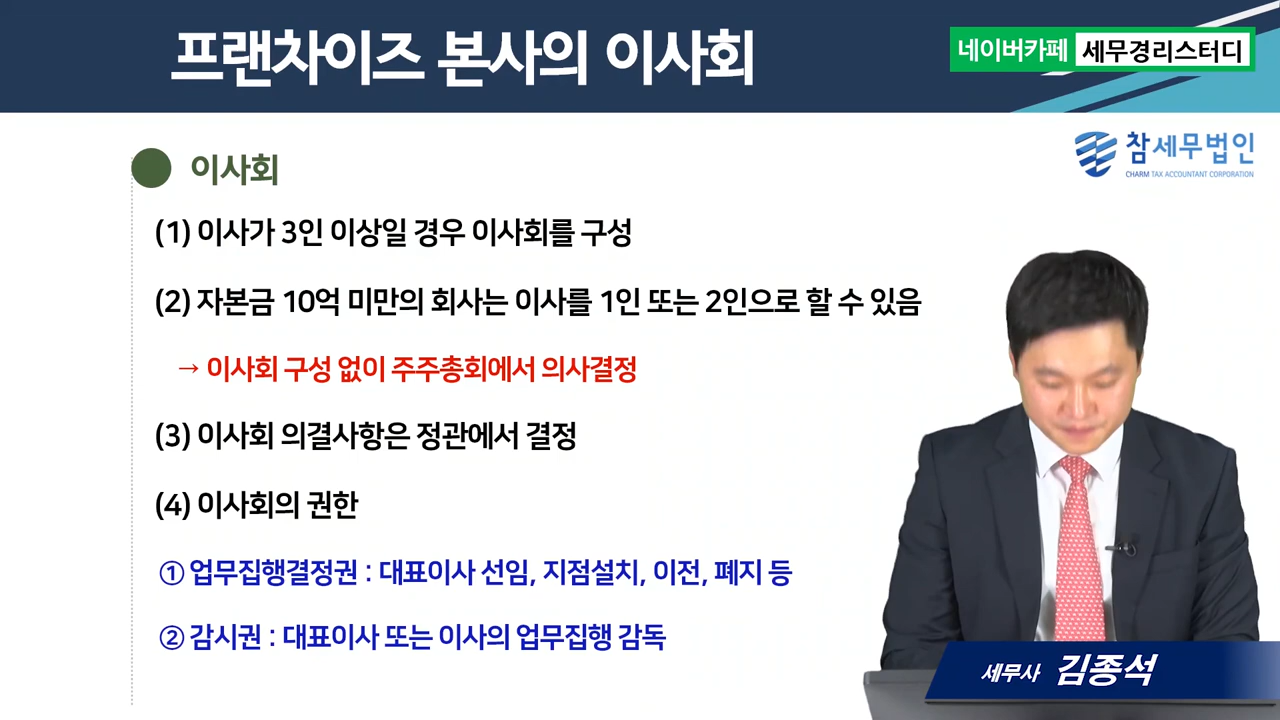 프랜차이즈 본사의 이사회
네이버카페 세무경리스터디
참세무법인
CHARM TAX ACCOUNTANT CORPORATION
이사회
(1) 이사가 3인 이상일 경우 이사회를 구성
(2) 자본금 10억 미만의 회사는 이사를 1인 또는 2인으로 할 수 있음
→ 이사회 구성 없이 주주총회에서 의사결정
(3) 이사회 의결사항은 정관에서 결정
(4) 이사회의 권한
① 업무집행결정권 : 대표이사 선임, 지점설치, 이전, 폐지 등
② 감시권 : 대표이사 또는 이사의 업무집행 감독
세무사 김종석